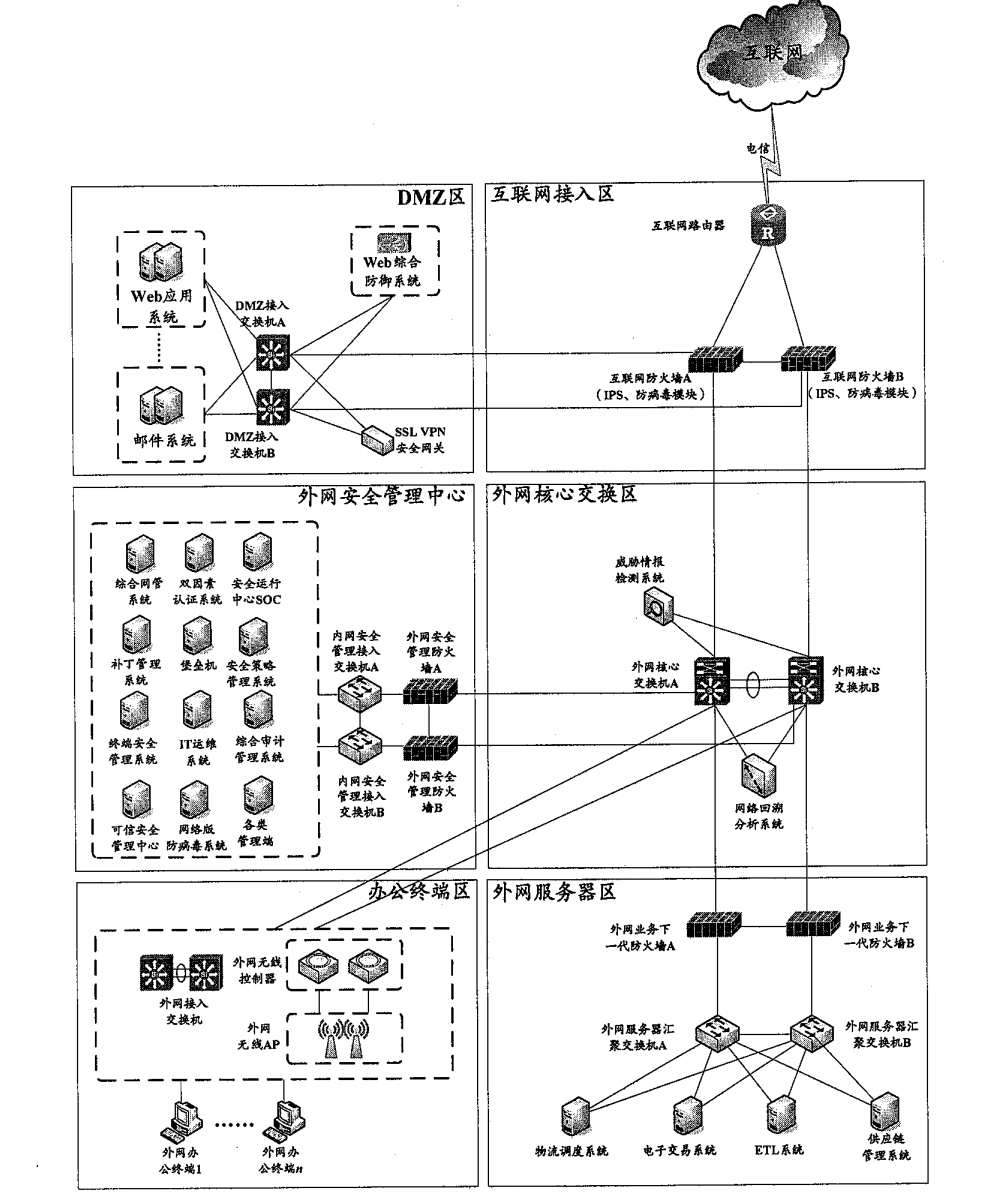 互联网
电信
DMZ区
互联网接入区
互联网路由器
Web应用
系统
Web综合
防御系统
DMZ接入
交换机A
邮件系统
DMZ接入
交换机B
SSL VPN
安全网关
互联网防火墙A
(IPS、防病毒模块)
互联网防火墙B
(IPS、防病毒模块)
外网安全管理中心
外网核心交换区
综合网管
系统
双因素
认证系统
安全运行
中心SOC
补丁管理
系统
堡垒机
安全策略
管理系统
终端安全
管理系统
IT运维
系统
综合审计
管理系统
可信安全
管理中心
网络版
防病毒系统
各类
管理端
内网安全
管理接入
交换机A
外网安全
管理防火
墙A
内网安全
管理接入
交换机B
外网安全
管理防火
墙B
威胁情报
检测系统
外网核心
交换机A
外网核心
交换机B
网络回溯
分析系统
办公终端区
外网服务器区
外网接入
交换机
外网无线
控制器
外网
无线AP
外网办
公终端1
外网办
公终端n
外网业务下
一代防火墙A
外网业务下
一代防火墙B
外网服务器汇
聚交换机A
外网服务器汇
聚交换机B
物流调度系统
电子交易系统
ETL系统
供应链
管理系统